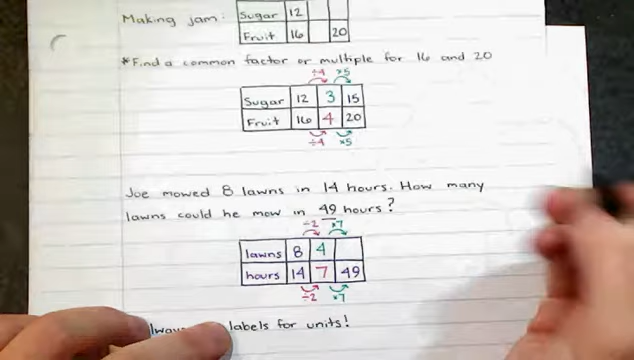 Making jam: Sugar 12
Fruit 16 20
*Find a common factor or multiple for 16 and 20
÷4 ×5
Sugar 12 3 15
Fruit 16 4 20
÷4 ×5
Joe mowed 8 lawns in 14 hours. How many
lawns could he mow in 49 hours?
÷2 ×7
lawns 8 4
hours 14 7 49
÷2 ×7
labels for units!